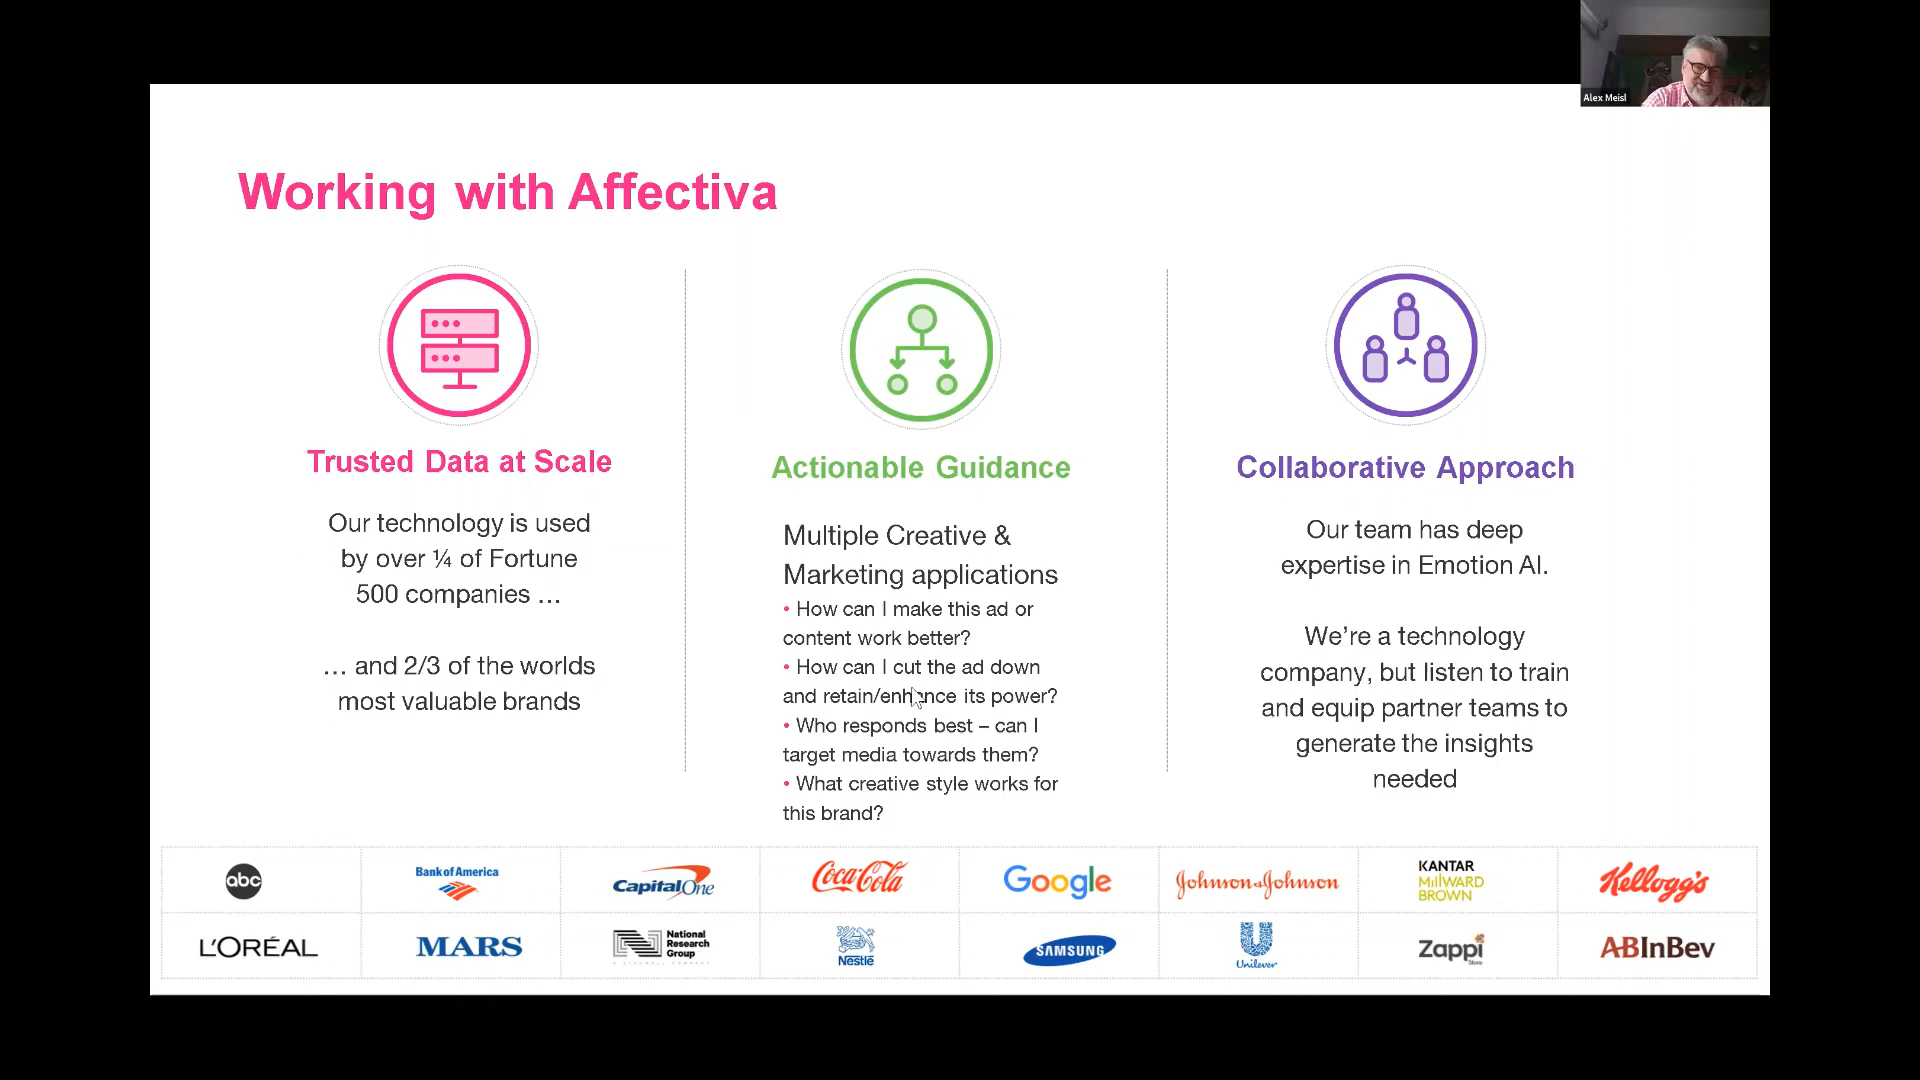 Alex Meisl
Working with Affectiva
Trusted Data at Scale
Our technology is used
by over ¼ of Fortune
500 companies ...
... and 2/3 of the worlds
most valuable brands
Actionable Guidance
Multiple Creative &
Marketing applications
• How can I make this ad or
content work better?
• How can I cut the ad down
and retain/enhance its power?
• Who responds best – can I
target media towards them?
• What creative style works for
this brand?
Collaborative Approach
Our team has deep
expertise in Emotion AI.
We're a technology
company, but listen to train
and equip partner teams to
generate the insights
needed
abc
Bank of America
Capital One
Coca-Cola
Google
Johnson & Johnson
KANTAR
MILLWARD
BROWN
Kellogg's
L'ORÉAL
MARS
National
Research
Group
Nestlē
SAMSUNG
Unilever
Zappi
Store
ABInBev